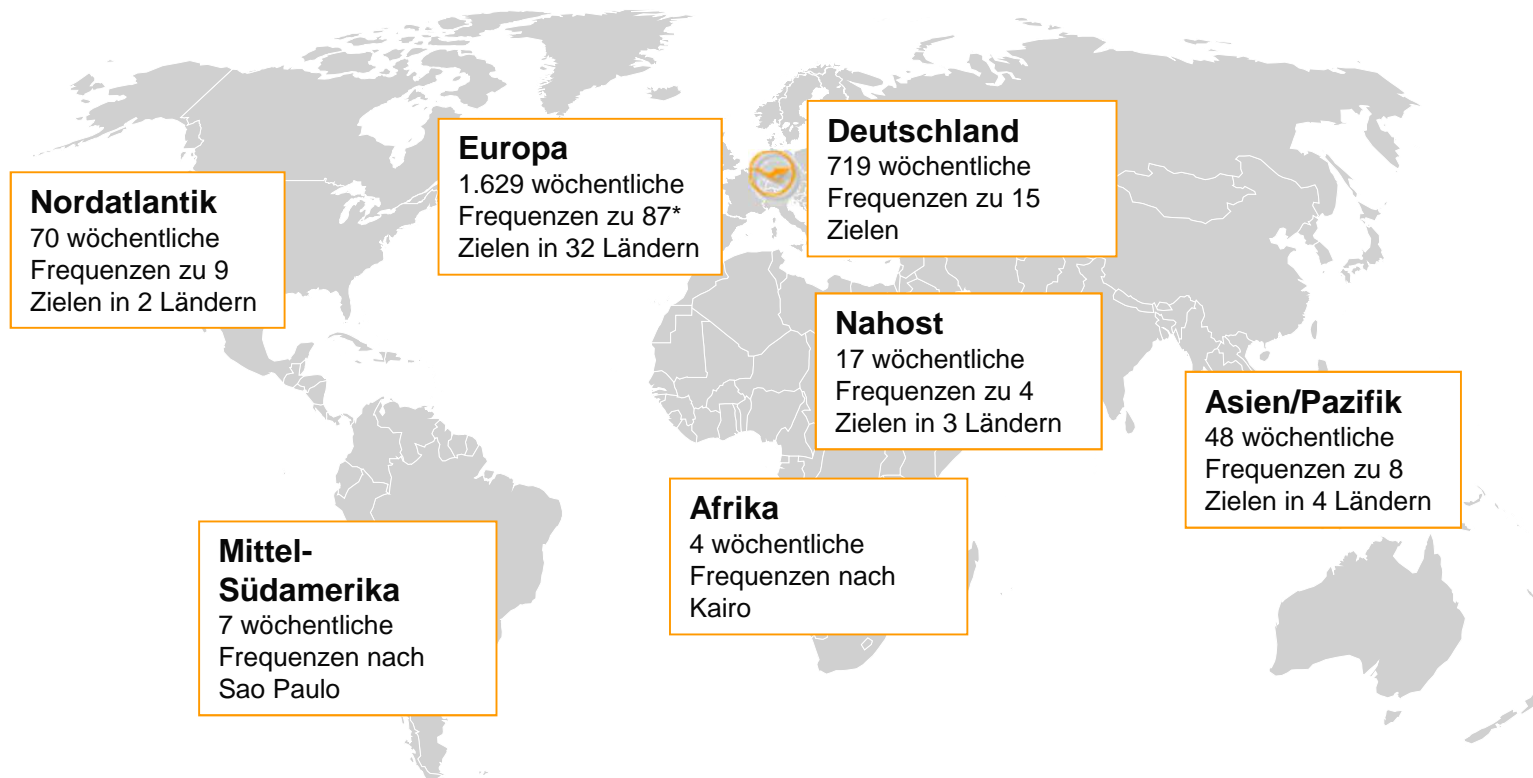 Europa
1.629 wöchentliche
Frequenzen zu 87*
Zielen in 32 Ländern
Deutschland
719 wöchentliche
Frequenzen zu 15
Zielen
Nordatlantik
70 wöchentliche
Frequenzen zu 9
Zielen in 2 Ländern
Nahost
17 wöchentliche
Frequenzen zu 4
Zielen in 3 Ländern
Asien/Pazifik
48 wöchentliche
Frequenzen zu 8
Zielen in 4 Ländern
Afrika
4 wöchentliche
Frequenzen nach
Kairo
Mittel-
Südamerika
7 wöchentliche
Frequenzen nach
Sao Paulo